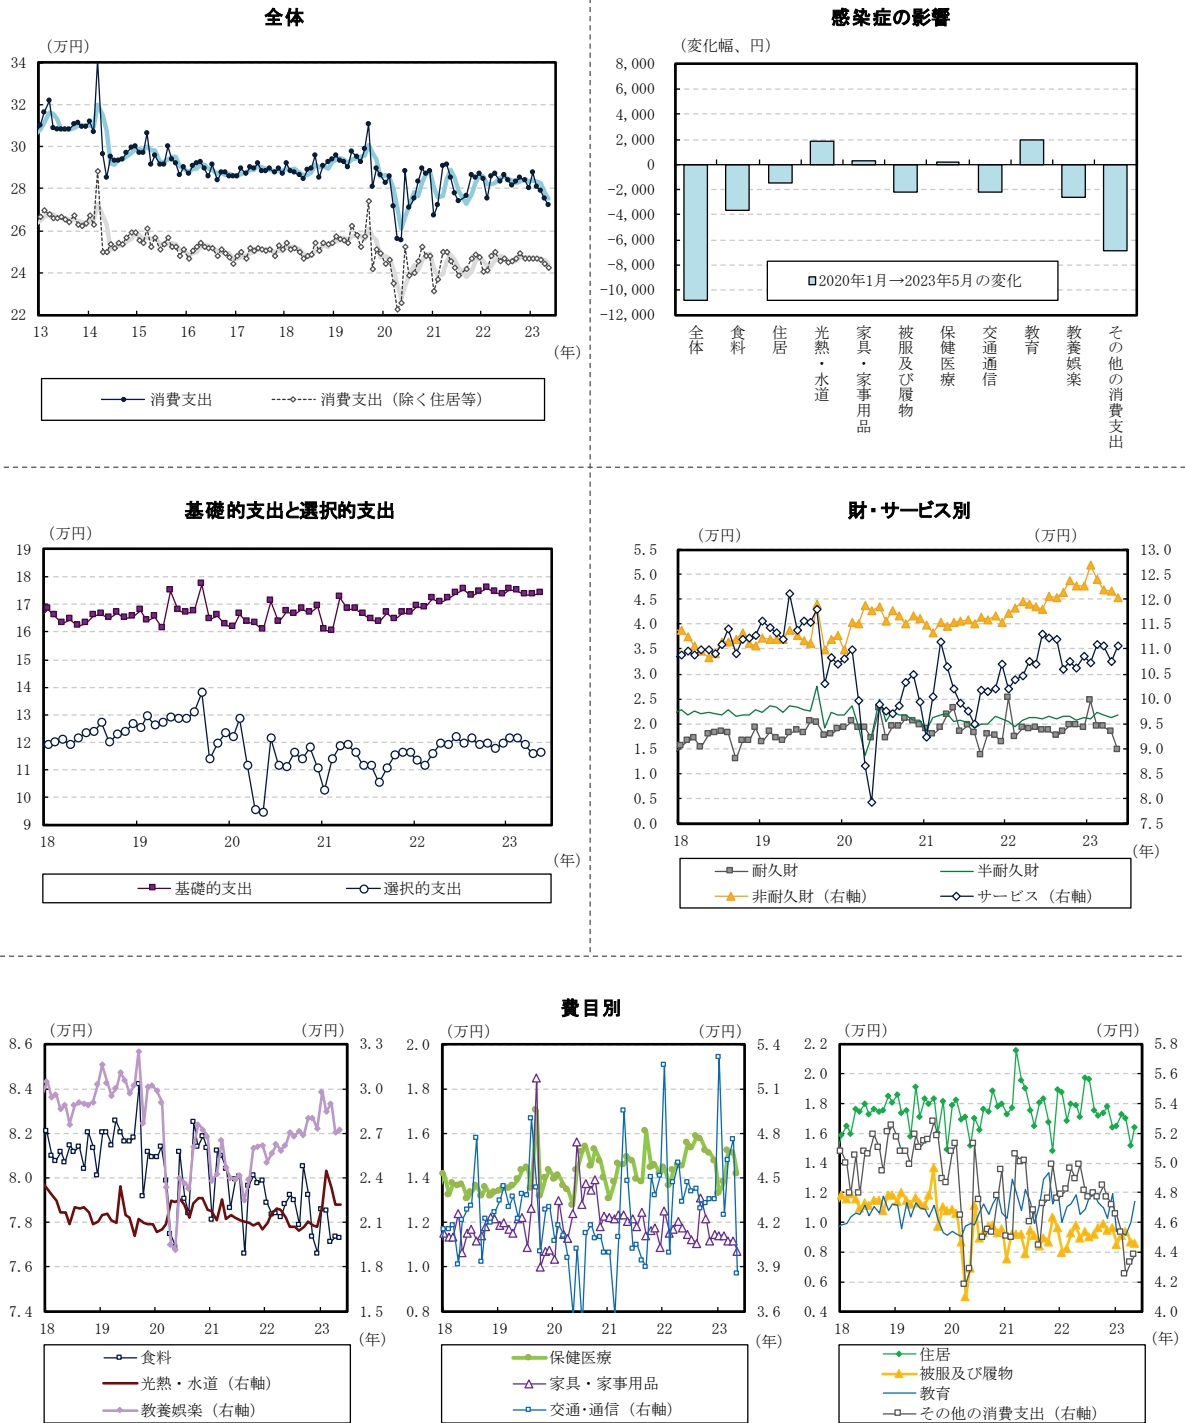 全体
（万円）
34
32
30
28
26
24
22
13 14 15 16 17 18 19 20 21 22 23
（年）
消費支出 消費支出（除く住居等）
感染症の影響
（変化幅、円）
8,000
6,000
4,000
2,000
0
-2,000
-4,000
-6,000
-8,000
-10,000
-12,000
2020年1月→2023年5月の変化
全体
食料
住居
光熱・水道
家具・家事用品
被服及び履物
保健医療
交通通信
教育
教養娯楽
その他の消費支出
基礎的支出と選択的支出
（万円）
19
18
17
16
15
14
13
12
11
10
9
18 19 20 21 22 23
（年）
基礎的支出 選択的支出
財・サービス別
（万円） （万円）
5.5 13.0
5.0 12.5
4.5 12.0
4.0 11.5
3.5 11.0
3.0 10.5
2.5 10.0
2.0 9.5
1.5 9.0
1.0 8.5
0.5 8.0
0.0 7.5
18 19 20 21 22 23
（年）
耐久財 半耐久財
非耐久財（右軸） サービス（右軸）
費目別
（万円） （万円）
8.6 3.3
8.4 3.0
8.2 2.7
8.0 2.4
7.8 2.1
7.6 1.8
7.4 1.5
18 19 20 21 22 23
（年）
食料
光熱・水道（右軸）
教養娯楽（右軸）
（万円） （万円）
2.0 5.4
1.8 5.1
1.6 4.8
1.4 4.5
1.2 4.2
1.0 3.9
0.8 3.6
18 19 20 21 22 23
（年）
保健医療
家具・家事用品
交通・通信（右軸）
（万円） （万円）
2.2 5.8
2.0 5.6
1.8 5.4
1.6 5.2
1.4 5.0
1.2 4.8
1.0 4.6
0.8 4.4
0.6 4.2
0.4 4.0
18 19 20 21 22 23
（年）
住居
被服及び履物
教育
その他の消費支出（右軸）